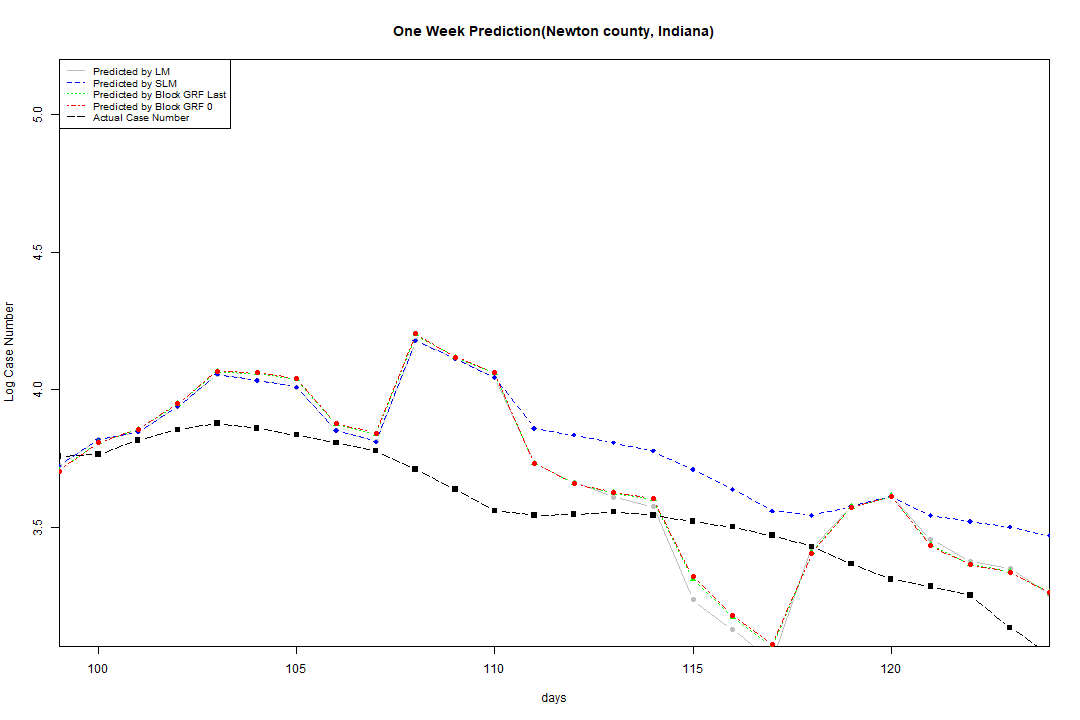 One Week Prediction(Newton county, Indiana)
Predicted by LM
Predicted by SLM
Predicted by Block GRF Last
Predicted by Block GRF 0
Actual Case Number
5.0
4.5
4.0
3.5
Log Case Number
100
105
110
115
120
days